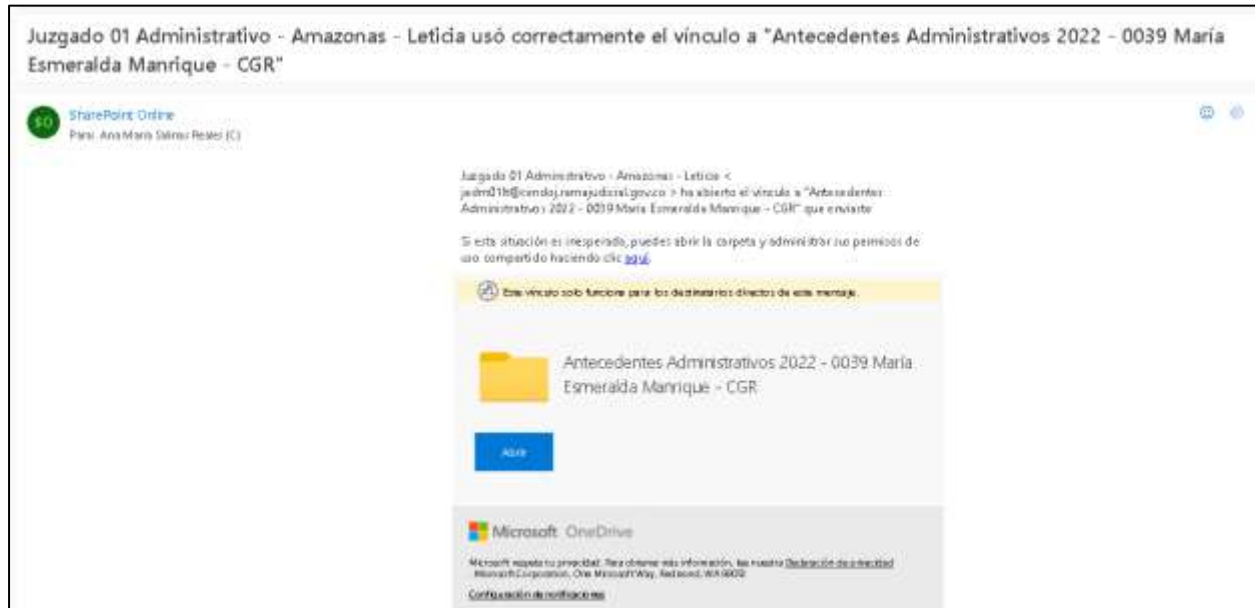 Juzgado 01 Administrativo - Amazonas - Leticia usó correctamente el vínculo a "Antecedentes Administrativos 2022 - 0039 María
Esmeralda Manrique - CGR"
SO
SharePoint Online
Para: Ana María Salinas (C)
Juzgado 01 Administrativo - Amazonas - Leticia <
@cendoj.ramajudicial.gov.co > ha abierto el vínculo a "Antecedentes
Administrativos 2022 - 0039 María Esmeralda Manrique - CGR" que enviaste
Si esta situación es inesperada, puedes abrir la carpeta y administrar sus permisos de
uso compartido haciendo clic aquí.
Este vínculo solo funciona para los destinatarios directos de este mensaje.
Antecedentes Administrativos 2022 - 0039 María
Esmeralda Manrique - CGR
Abrir
Microsoft OneDrive
Microsoft respeta tu privacidad. Para obtener más información, lee nuestra Declaración de privacidad
Microsoft Corporation, One Microsoft Way, Redmond, WA 98052
Configuración de notificaciones